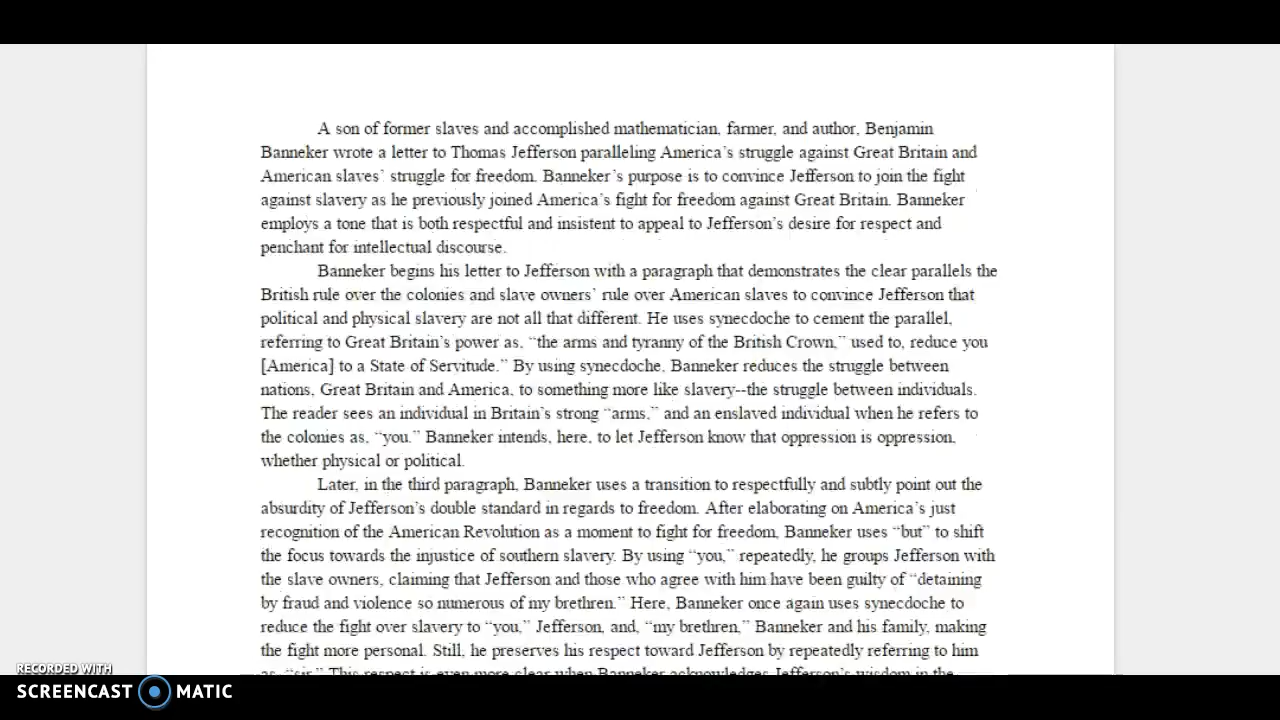 A son of former slaves and accomplished mathematician, farmer, and author, Benjamin
Banneker wrote a letter to Thomas Jefferson paralleling America’s struggle against Great Britain and
American slaves’ struggle for freedom. Banneker’s purpose is to convince Jefferson to join the fight
against slavery as he previously joined America’s fight for freedom against Great Britain. Banneker
employs a tone that is both respectful and insistent to appeal to Jefferson’s desire for respect and
penchant for intellectual discourse.
Banneker begins his letter to Jefferson with a paragraph that demonstrates the clear parallels the
British rule over the colonies and slave owners’ rule over American slaves to convince Jefferson that
political and physical slavery are not all that different. He uses synecdoche to cement the parallel,
referring to Great Britain’s power as, “the arms and tyranny of the British Crown,” used to, reduce you
[America] to a State of Servitude.” By using synecdoche, Banneker reduces the struggle between
nations, Great Britain and America, to something more like slavery--the struggle between individuals.
The reader sees an individual in Britain’s strong “arms,” and an enslaved individual when he refers to
the colonies as, “you.” Banneker intends, here, to let Jefferson know that oppression is oppression,
whether physical or political.
Later, in the third paragraph, Banneker uses a transition to respectfully and subtly point out the
absurdity of Jefferson’s double standard in regards to freedom. After elaborating on America’s just
recognition of the American Revolution as a moment to fight for freedom, Banneker uses “but” to shift
the focus towards the injustice of southern slavery. By using “you,” repeatedly, he groups Jefferson with
the slave owners, claiming that Jefferson and those who agree with him have been guilty of “detaining
by fraud and violence so numerous of my brethren.” Here, Banneker once again uses synecdoche to
reduce the fight over slavery to “you,” Jefferson, and, “my brethren,” Banneker and his family, making
the fight more personal. Still, he preserves his respect toward Jefferson by repeatedly referring to him
as, “sir.” This respect is even more clear when Banneker acknowledges Jefferson’s wisdom in the
RECORDED WITH
SCREENCAST MATIC